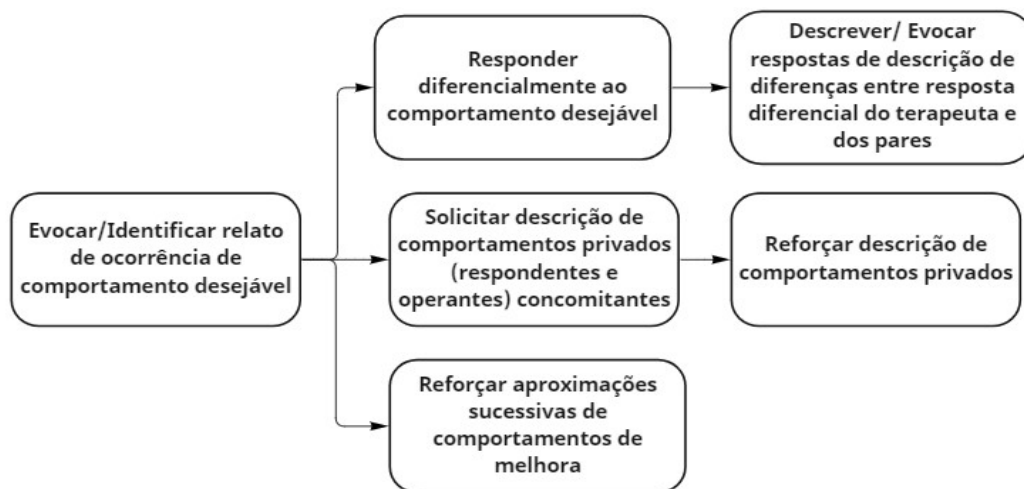 Evocar/Identificar relato
de ocorrência de
comportamento desejável
Responder
diferencialmente ao
comportamento desejável
Descrever/ Evocar
respostas de descrição de
diferenças entre resposta
diferencial do terapeuta e
dos pares
Solicitar descrição de
comportamentos privados
(respondentes e
operantes) concomitantes
Reforçar descrição de
comportamentos privados
Reforçar aproximações
sucessivas de
comportamentos de
melhora